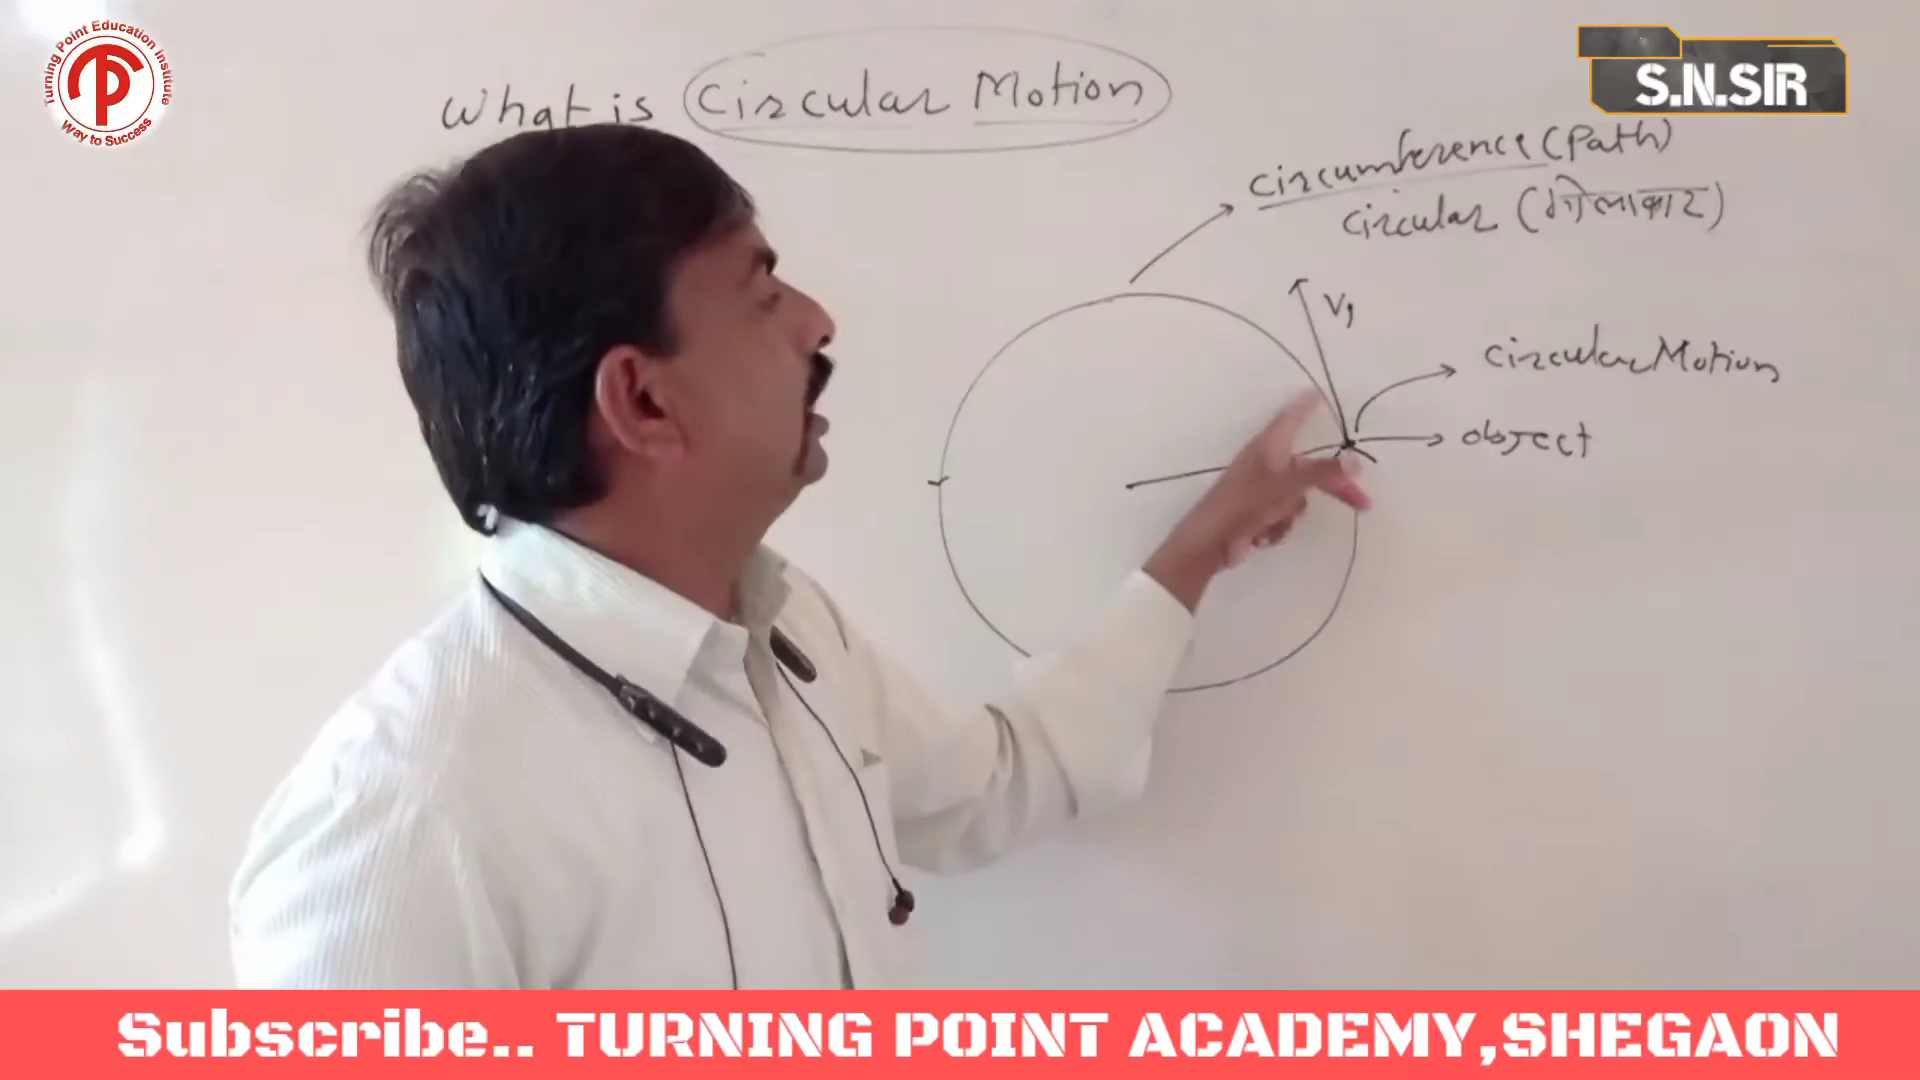 Turning Point Education Institute
TP
Way to Success
S.N.SIR
What is Circular Motion
circumference (Path)
circular (गोलाकार)
V1
circular Motion
object
Subscribe.. TURNING POINT ACADEMY,SHEGAON